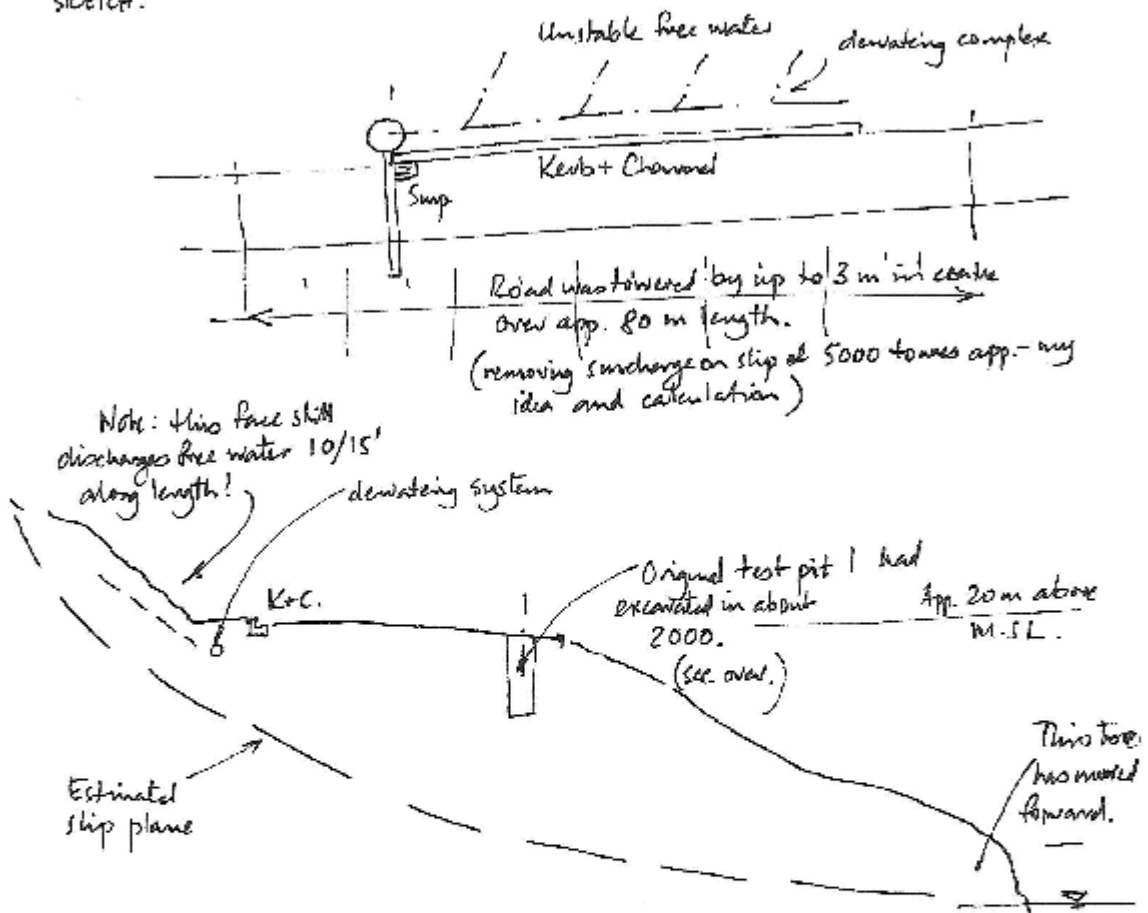 SKETCH.
Unstable free water
dewateing complex
Kerb + Channel
Sump
Road was lowered by up to 3 m in centre
over app. 80 m length.
(removing surcharge on slip of 5000 tonnes app. - my
idea and calculation)
Note: this face still
discharges free water 10/15'
along length!
dewateing system
K+C.
Original test pit I had
excavated in about
2000.
(see over.)
App. 20 m above
M.S.L.
Estimated
slip plane
This toe
has moved
forward.